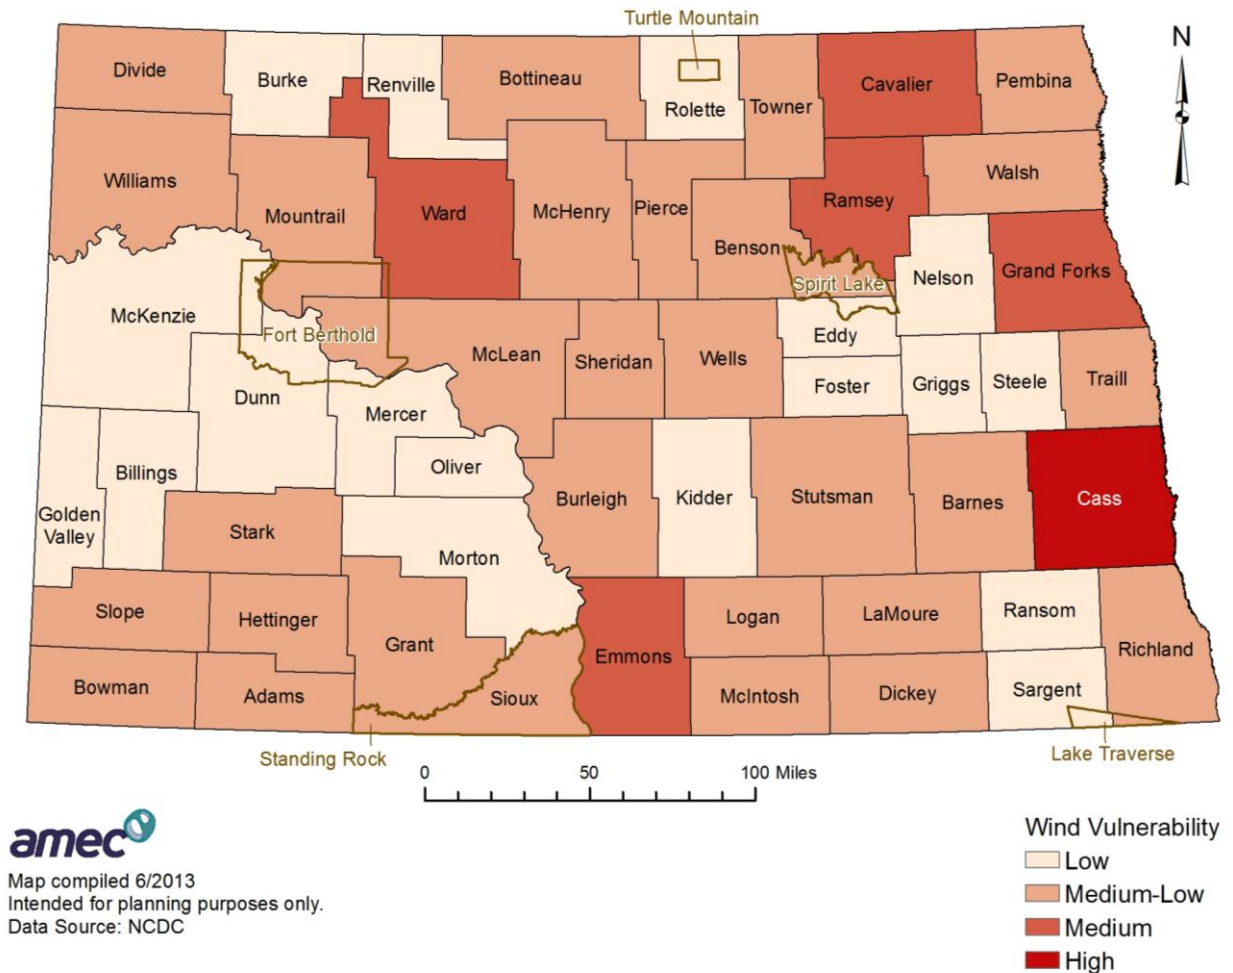 Turtle Mountain
N
Divide
Burke
Renville
Bottineau
Rolette
Towner
Cavalier
Pembina
Williams
Mountrail
Ward
McHenry
Pierce
Benson
Ramsey
Walsh
Spirit Lake
Nelson
Grand Forks
McKenzie
Fort Berthold
McLean
Sheridan
Wells
Eddy
Foster
Griggs
Steele
Traill
Dunn
Mercer
Oliver
Billings
Golden
Valley
Stark
Morton
Burleigh
Kidder
Stutsman
Barnes
Cass
Slope
Hettinger
Grant
Emmons
Logan
LaMoure
Ransom
Richland
Bowman
Adams
Sioux
McIntosh
Dickey
Sargent
Standing Rock
Lake Traverse
0 50 100 Miles
amec
Map compiled 6/2013
Intended for planning purposes only.
Data Source: NCDC
Wind Vulnerability
Low
Medium-Low
Medium
High